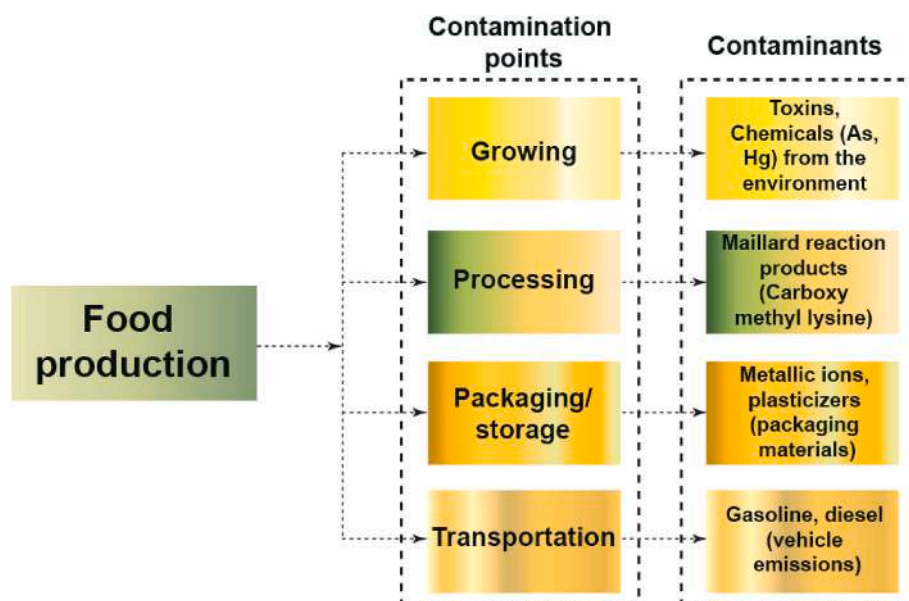 Contamination
points
Contaminants
Food
production
Growing
Toxins,
Chemicals (As,
Hg) from the
environment
Processing
Maillard reaction
products
(Carboxy
methyl lysine)
Packaging/
storage
Metallic ions,
plasticizers
(packaging
materials)
Transportation
Gasoline, diesel
(vehicle
emissions)